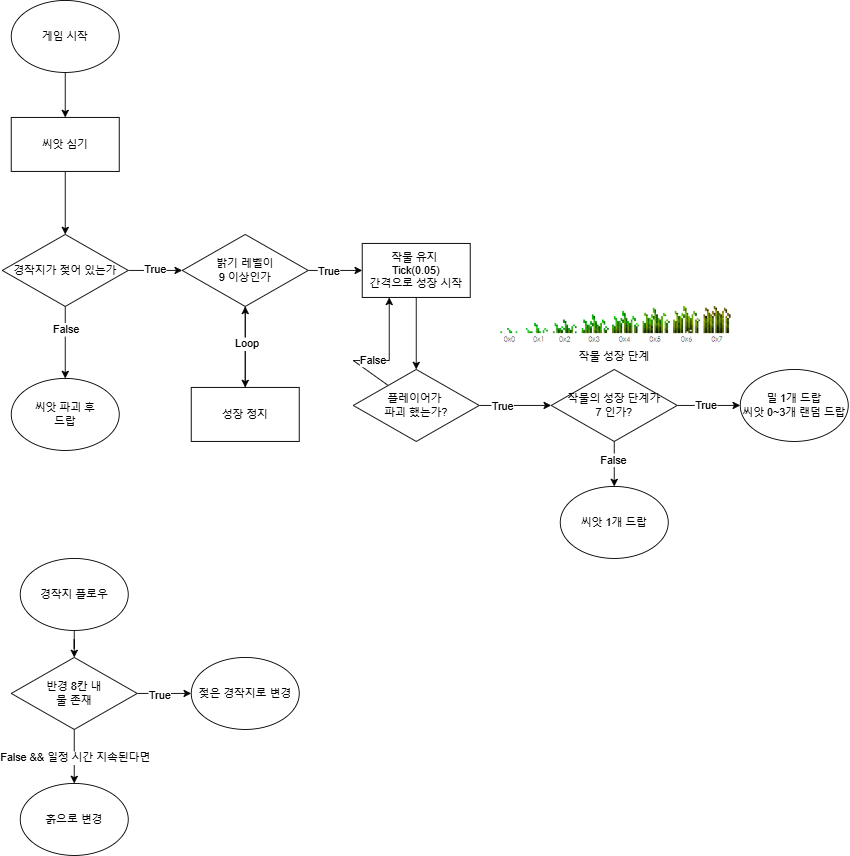 게임 시작
씨앗 심기
경작지가 젖어 있는가
True
밝기 레벨이
9 이상인가
True
작물 유지
Tick(0.05)
간격으로 성장 시작
False
Loop
False
씨앗 파괴 후
드랍
성장 정지
플레이어가
파괴 했는가?
True
0x0 0x1 0x2 0x3 0x4 0x5 0x6 0x7
작물 성장 단계
작물의 성장 단계가
7 인가?
True
밀 1개 드랍
씨앗 0~3개 랜덤 드랍
False
씨앗 1개 드랍
경작지 플로우
반경 8칸 내
물 존재
True
젖은 경작지로 변경
False && 일정 시간 지속된다면
흙으로 변경